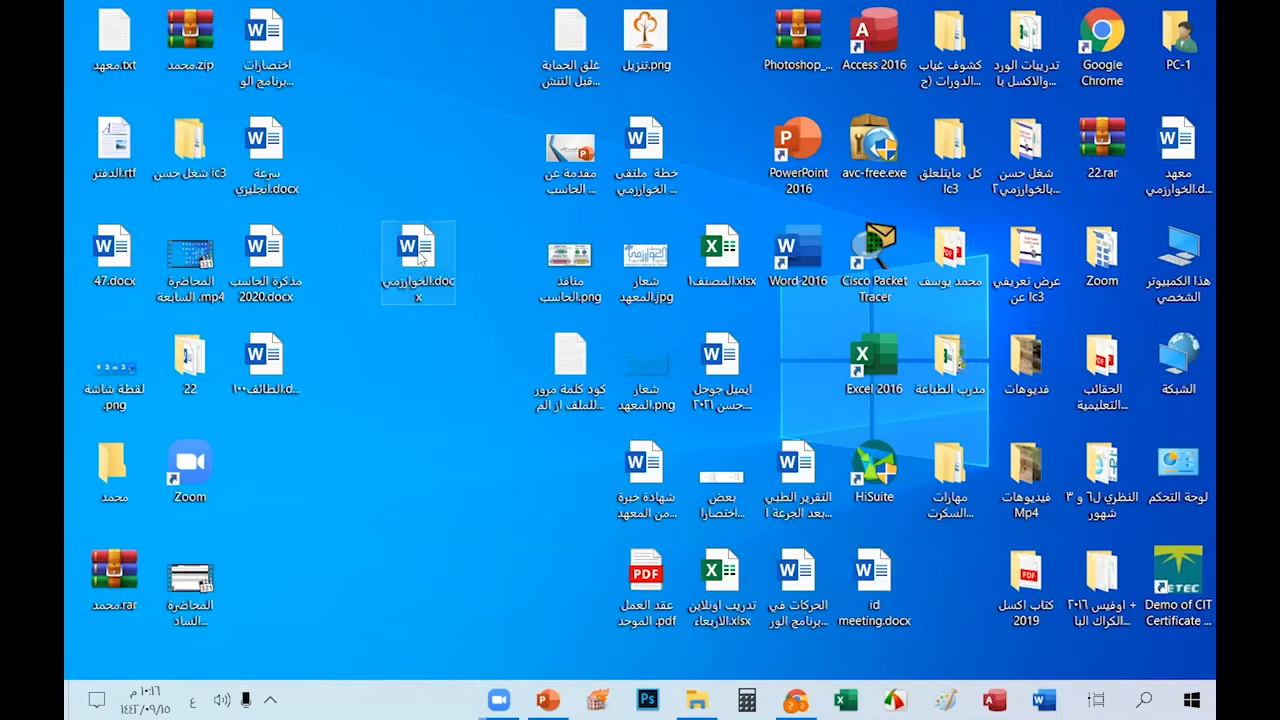 PC-1
Google
Chrome
تدريبات الورد
والاكسل با...
كشوف غياب
الدورات (ح...
Access 2016
Photoshop_...
تنزيل.png
غلق الحماية
قبل التنش...
اختصارات
برنامج الو...
محمد.zip
معهد.txt
معهد
الخوارزمي.d...
22.rar
شغل حسن
بالخوارزمي٢...
كل مايتلعلق
Ic3
avc-free.exe
PowerPoint
2016
خطة ملتقى
الخوارزمي ...
مقدمة عن
الحاسب ...
سرعة
انجليزي.docx
ic3 شغل حسن
الدفتر.rtf
هذا الكمبيوتر
الشخصي
Zoom
عرض تعريفي
عن Ic3
محمد يوسف
Cisco Packet
Tracer
Word 2016
المصنف١.xlsx
شعار
المعهد.jpg
منافذ
الحاسب.png
الخوارزمي.doc
x
مذكرة الحاسب
2020.docx
المحاضرة
السابعة .mp4
47.docx
الشبكة
الحقائب
التعليمية...
فديوهات
مدرب الطباعة
Excel 2016
ايميل جوجل
حسن ٢٠٢١...
شعار
المعهد.png
كود كلمة مرور
للملف از الم...
الطائف١٠٠.d...
22
لقطة شاشة
.png
لوحة التحكم
النظري ل٦ و ٣
شهور
فيديوهات
Mp4
مهارات
السكرت...
HiSuite
التقرير الطبي
بعد الجرعة ا...
بعض
اختصارا...
شهادة خبرة
من المعهد...
Zoom
محمد
Demo of CIT
Certificate ...
اوفيس ٢٠١٦ +
الكراك البا...
كتاب اكسل
2019
id
meeting.docx
الحركات في
برنامج الور...
تدريب اونلاين
الاربعاء.xlsx
عقد العمل
الموحد .pdf
المحاضرة
الساد...
محمد.rar
١٠:١٦ م
١٤٤٢/٠٩/١٥
ع